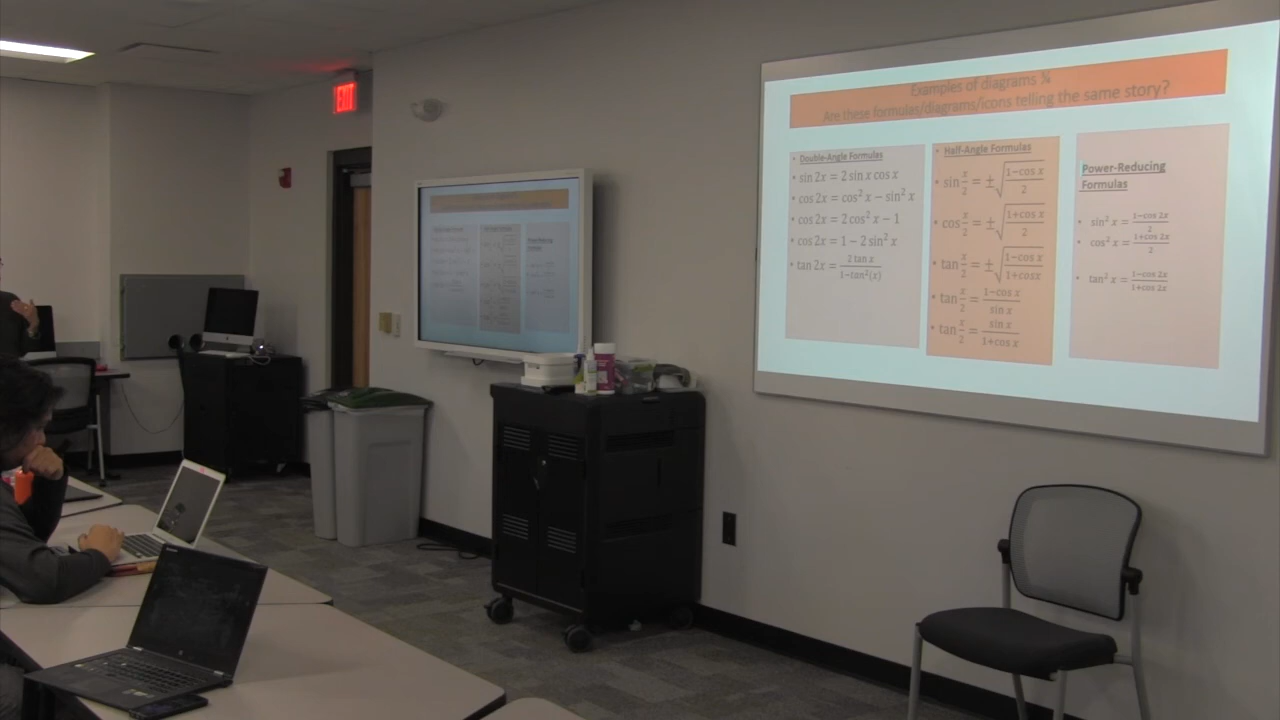 EXIT
Examples of diagrams ¾
Are these formulas/diagrams/icons telling the same story?
• Double-Angle Formulas
• sin 2x = 2 sin x cos x
• cos 2x = cos² x − sin² x
• cos 2x = 2 cos² x − 1
• cos 2x = 1 − 2 sin² x
• tan 2x = 2 tan x / 1−tan²(x)
• Half-Angle Formulas
• sin x/2 = ±√(1−cos x / 2)
• cos x/2 = ±√(1+cos x / 2)
• tan x/2 = ±√(1−cos x / 1+cosx)
• tan x/2 = 1−cos x / sin x
• tan x/2 = sin x / 1+cos x
Power-Reducing
Formulas
• sin² x = 1−cos 2x / 2
• cos² x = 1+cos 2x / 2
• tan² x = 1−cos 2x / 1+cos 2x
Power-Reducing
Formulas